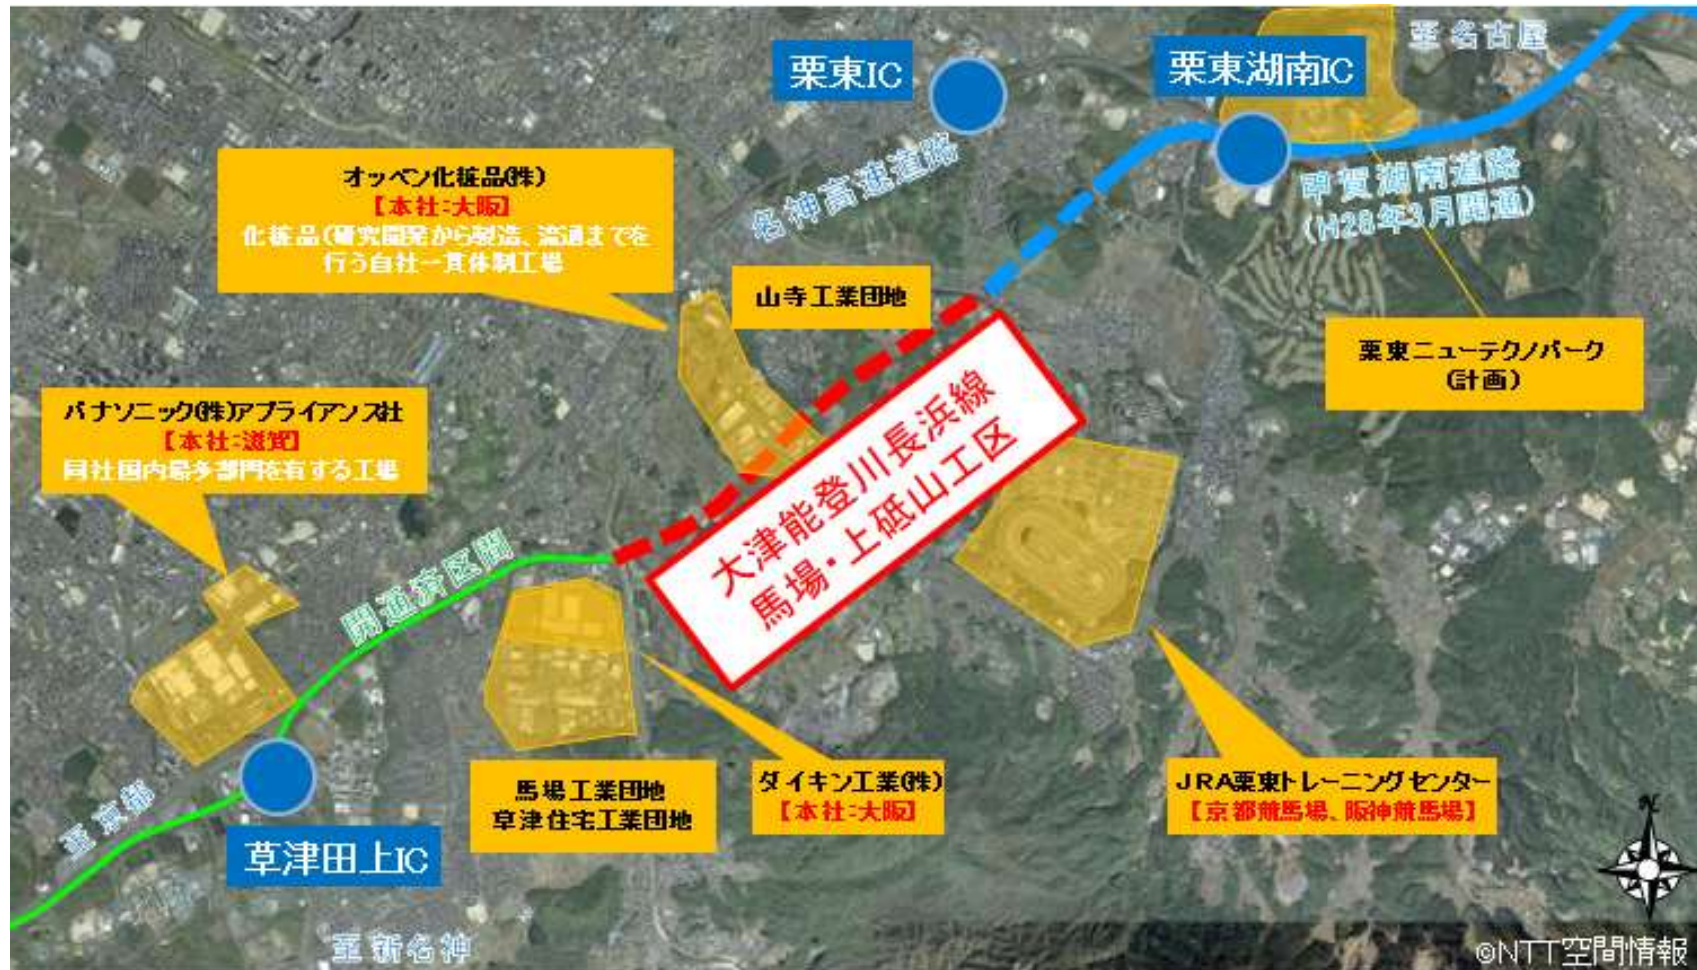 至名古屋
栗東IC
栗東湖南IC
名神高速道路
甲賀湖南道路
(H28年3月開通)
オッペン化粧品(株)
【本社:大阪】
化粧品(研究開発から製造、流通までを
行う自社一貫体制工場
山寺工業団地
栗東ニューテクノパーク
(計画)
パナソニック(株)アプライアンス社
【本社:滋賀】
同社国内最多部門を有する工場
大津能登川長浜線
馬場・上砥山工区
開通済区間
馬場工業団地
草津住宅工業団地
ダイキン工業(株)
【本社:大阪】
JRA栗東トレーニングセンター
【京都競馬場、阪神競馬場】
至京都
草津田上IC
至新名神
N
©NTT空間情報